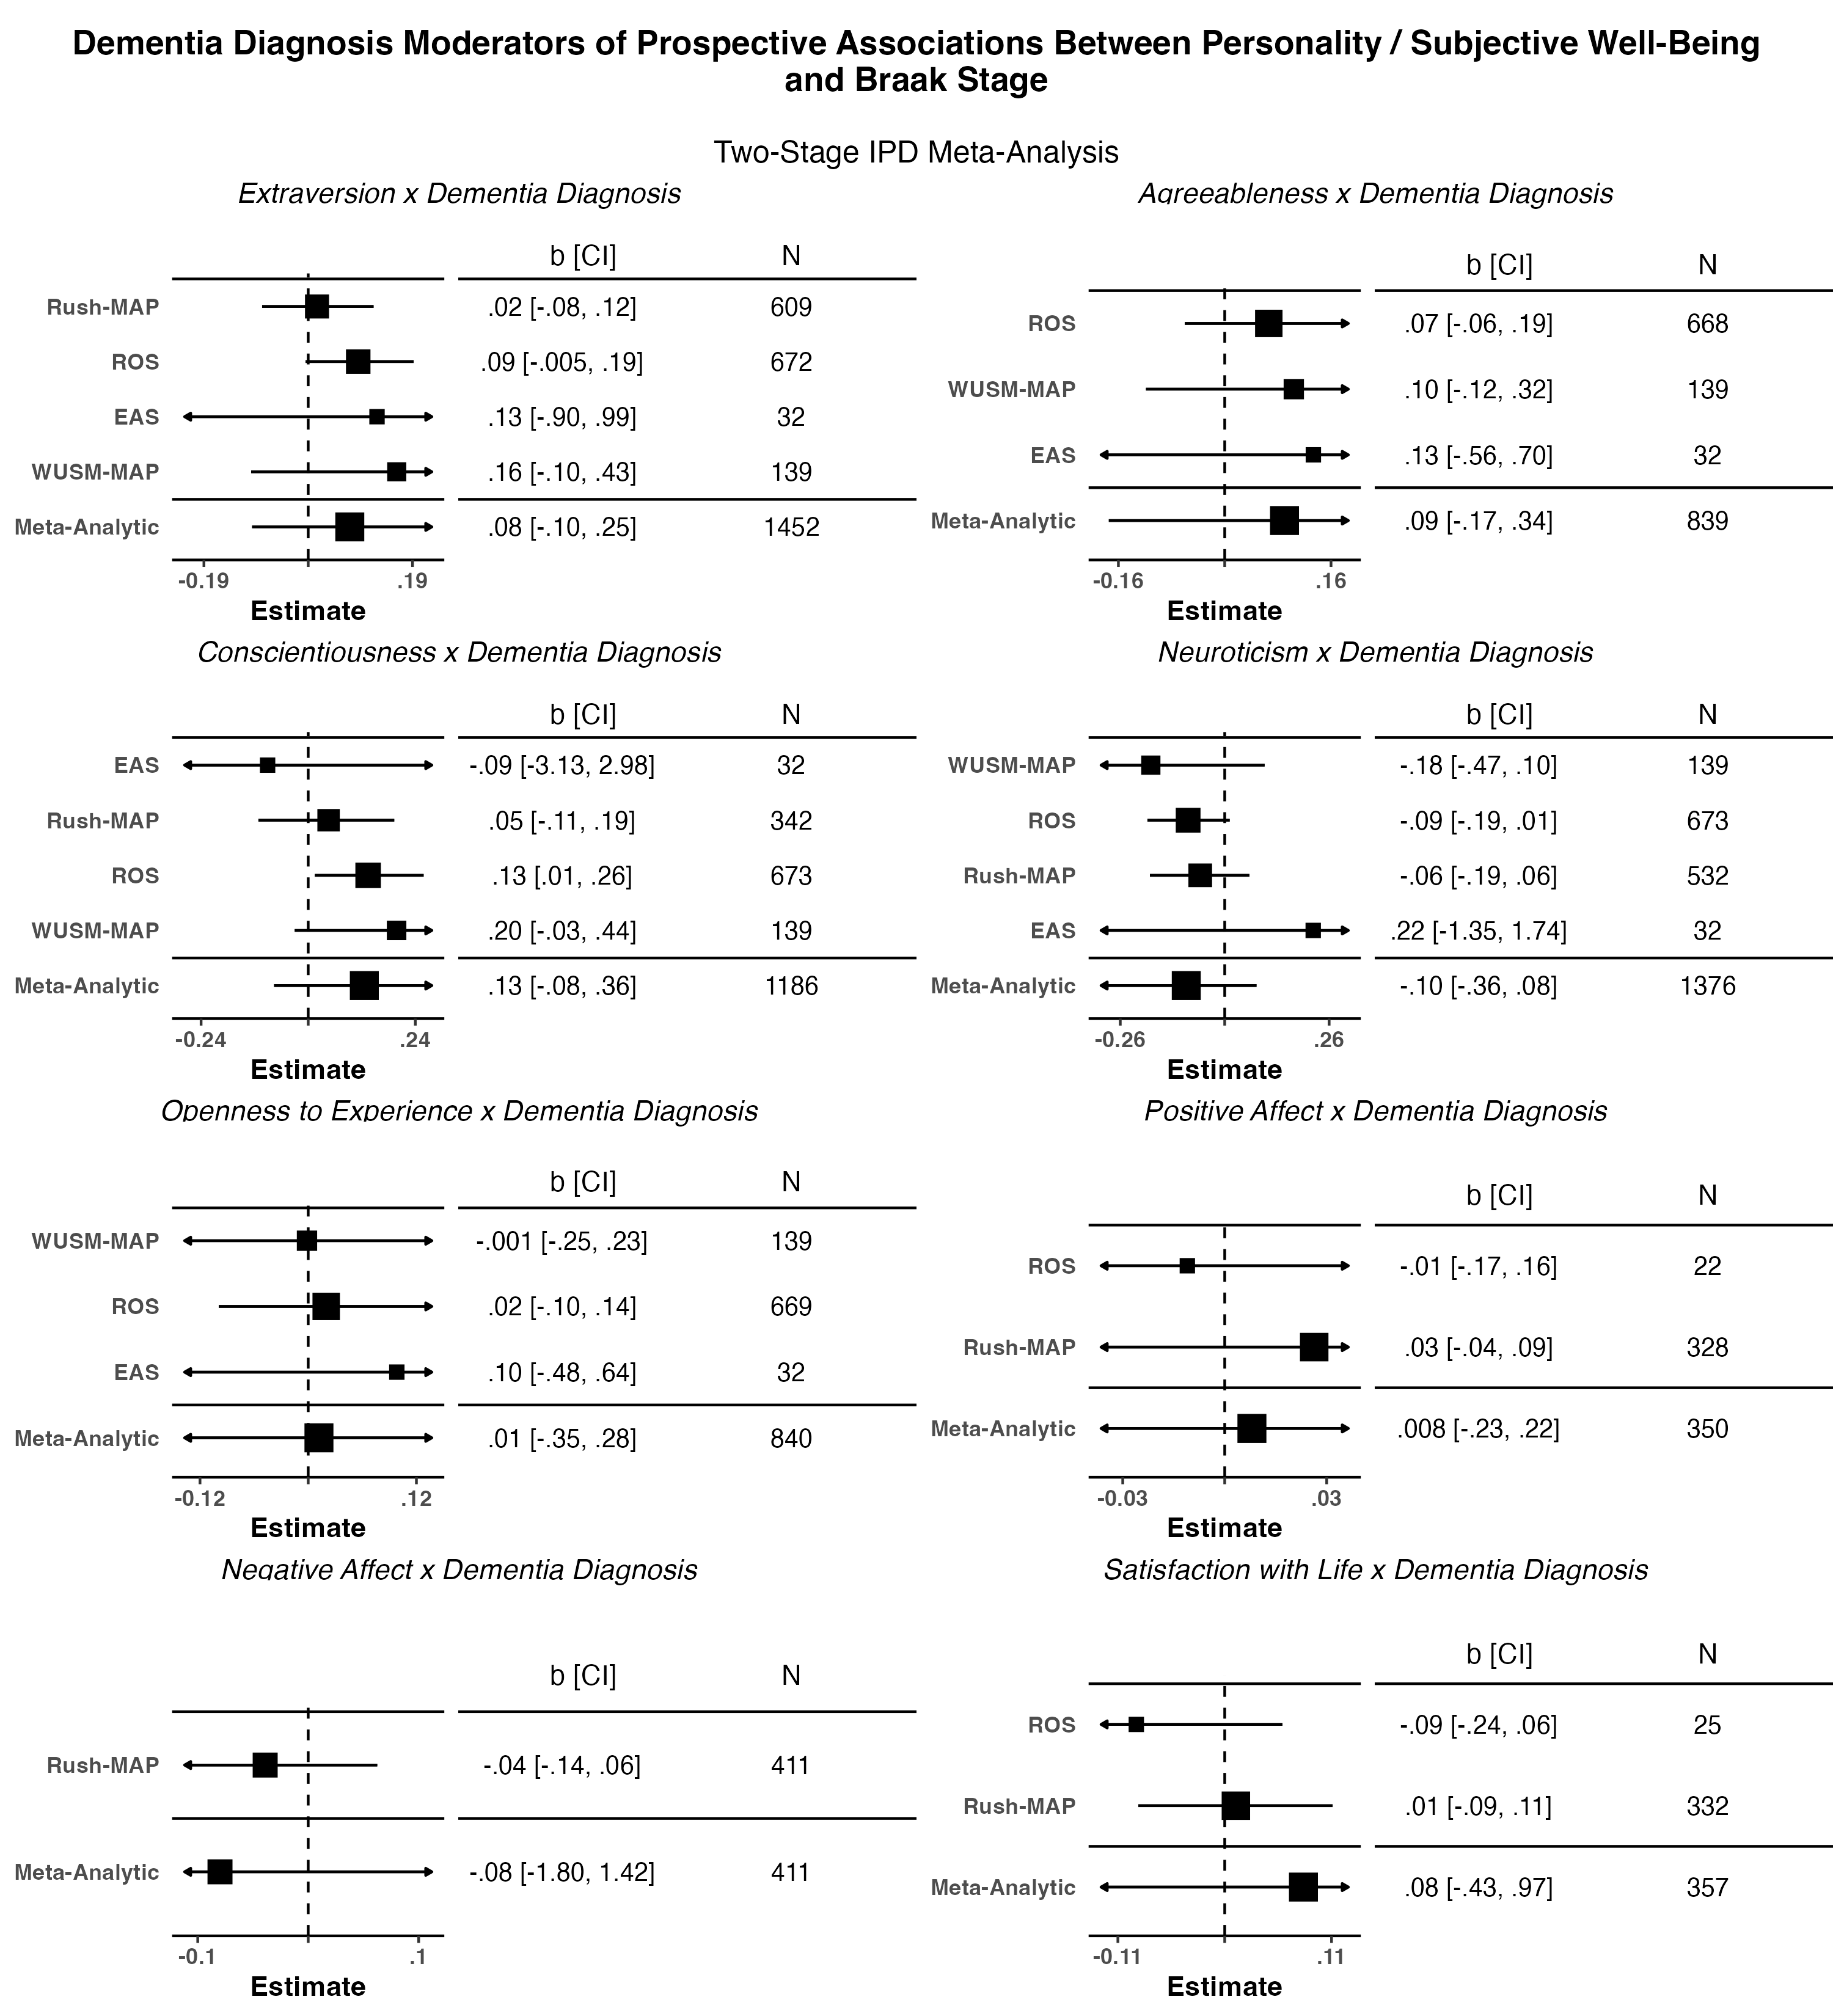 Dementia Diagnosis Moderators of Prospective Associations Between Personality / Subjective Well-Being
and Braak Stage
Two-Stage IPD Meta-Analysis
Extraversion x Dementia Diagnosis
b [CI] N
Rush-MAP .02 [-.08, .12] 609
ROS .09 [-.005, .19] 672
EAS .13 [-.90, .99] 32
WUSM-MAP .16 [-.10, .43] 139
Meta-Analytic .08 [-.10, .25] 1452
-0.19 .19
Estimate
Agreeableness x Dementia Diagnosis
b [CI] N
ROS .07 [-.06, .19] 668
WUSM-MAP .10 [-.12, .32] 139
EAS .13 [-.56, .70] 32
Meta-Analytic .09 [-.17, .34] 839
-0.16 .16
Estimate
Conscientiousness x Dementia Diagnosis
b [CI] N
EAS -.09 [-3.13, 2.98] 32
Rush-MAP .05 [-.11, .19] 342
ROS .13 [.01, .26] 673
WUSM-MAP .20 [-.03, .44] 139
Meta-Analytic .13 [-.08, .36] 1186
-0.24 .24
Estimate
Neuroticism x Dementia Diagnosis
b [CI] N
WUSM-MAP -.18 [-.47, .10] 139
ROS -.09 [-.19, .01] 673
Rush-MAP -.06 [-.19, .06] 532
EAS .22 [-1.35, 1.74] 32
Meta-Analytic -.10 [-.36, .08] 1376
-0.26 .26
Estimate
Openness to Experience x Dementia Diagnosis
b [CI] N
WUSM-MAP -.001 [-.25, .23] 139
ROS .02 [-.10, .14] 669
EAS .10 [-.48, .64] 32
Meta-Analytic .01 [-.35, .28] 840
-0.12 .12
Estimate
Positive Affect x Dementia Diagnosis
b [CI] N
ROS -.01 [-.17, .16] 22
Rush-MAP .03 [-.04, .09] 328
Meta-Analytic .008 [-.23, .22] 350
-0.03 .03
Estimate
Negative Affect x Dementia Diagnosis
b [CI] N
Rush-MAP -.04 [-.14, .06] 411
Meta-Analytic -.08 [-1.80, 1.42] 411
-0.1 .1
Estimate
Satisfaction with Life x Dementia Diagnosis
b [CI] N
ROS -.09 [-.24, .06] 25
Rush-MAP .01 [-.09, .11] 332
Meta-Analytic .08 [-.43, .97] 357
-0.11 .11
Estimate